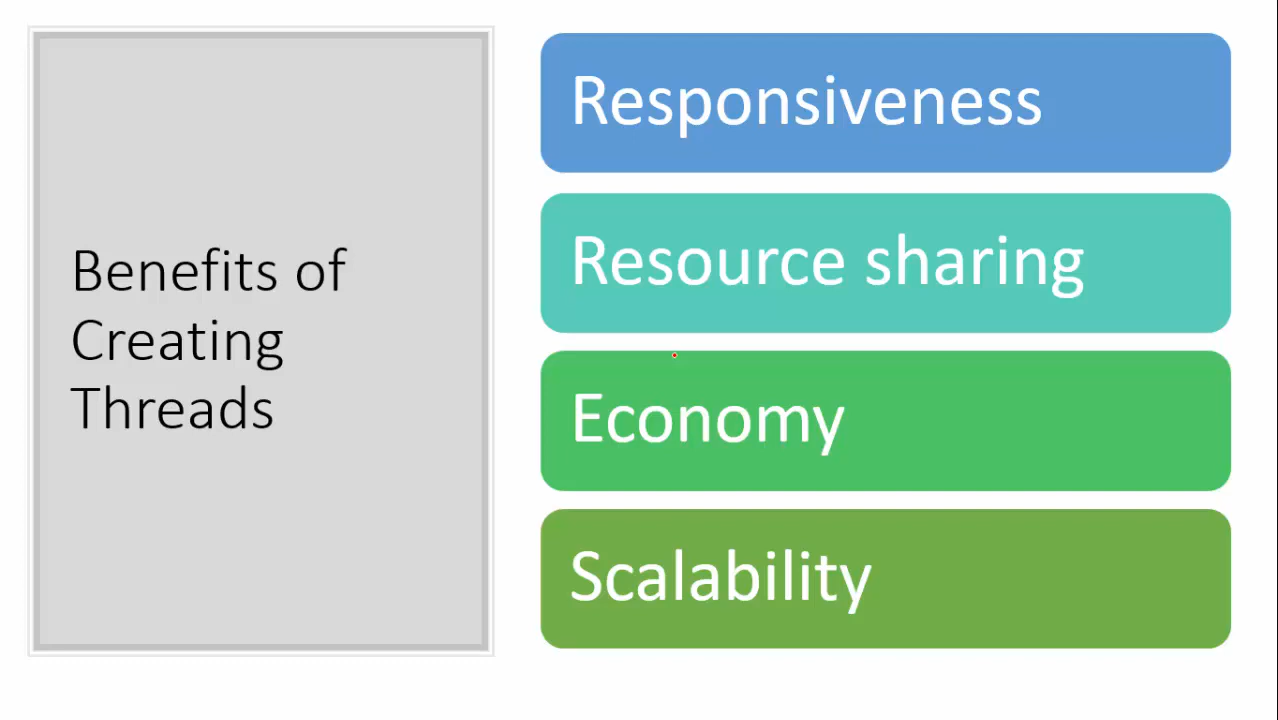 Benefits of
Creating
Threads
Responsiveness
Resource sharing
Economy
Scalability